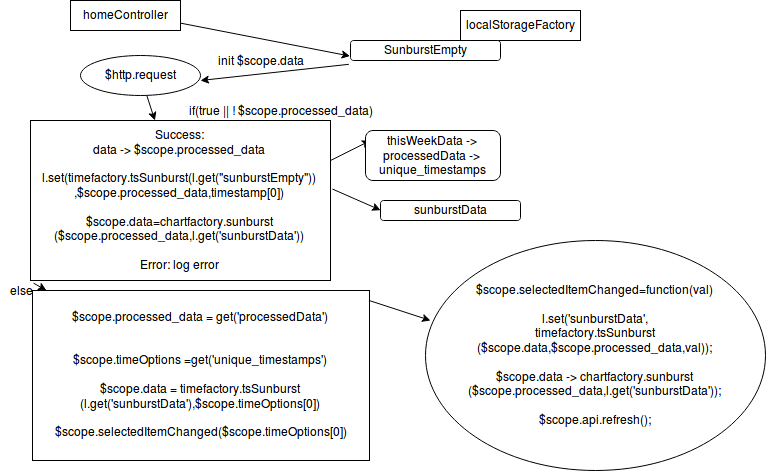 homeController
localStorageFactory
SunburstEmpty
init $scope.data
$http.request
if(true || ! $scope.processed_data)
Success:
data -> $scope.processed_data
l.set(timefactory.tsSunburst(l.get("sunburstEmpty"))
,$scope.processed_data,timestamp[0])
$scope.data=chartfactory.sunburst
($scope.processed_data,l.get('sunburstData'))
Error: log error
thisWeekData ->
processedData ->
unique_timestamps
sunburstData
else
$scope.processed_data = get('processedData')
$scope.timeOptions =get('unique_timestamps')
$scope.data = timefactory.tsSunburst
(l.get('sunburstData'),$scope.timeOptions[0])
$scope.selectedItemChanged($scope.timeOptions[0])
$scope.selectedItemChanged=function(val)
l.set('sunburstData',
timefactory.tsSunburst
($scope.data,$scope.processed_data,val));
$scope.data -> chartfactory.sunburst
($scope.processed_data,l.get('sunburstData'));
$scope.api.refresh();